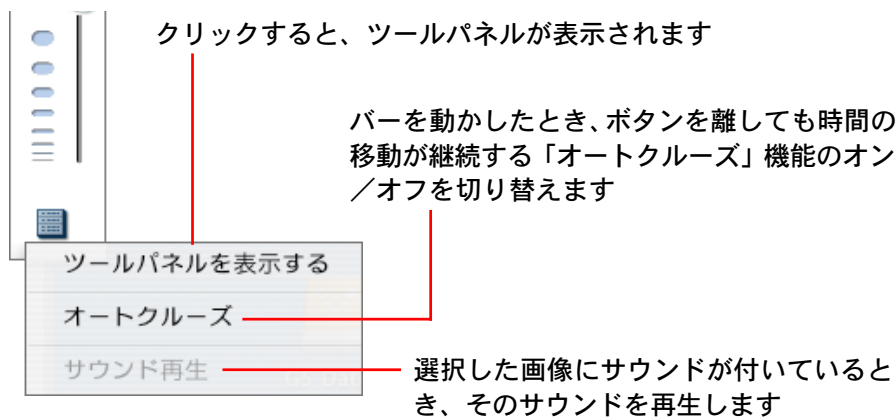 クリックすると、ツールパネルが表示されます
バーを動かしたとき、ボタンを離しても時間の
移動が継続する「オートクルーズ」機能のオン
／オフを切り替えます
ツールパネルを表示する
オートクルーズ
サウンド再生
選択した画像にサウンドが付いていると
き、そのサウンドを再生します